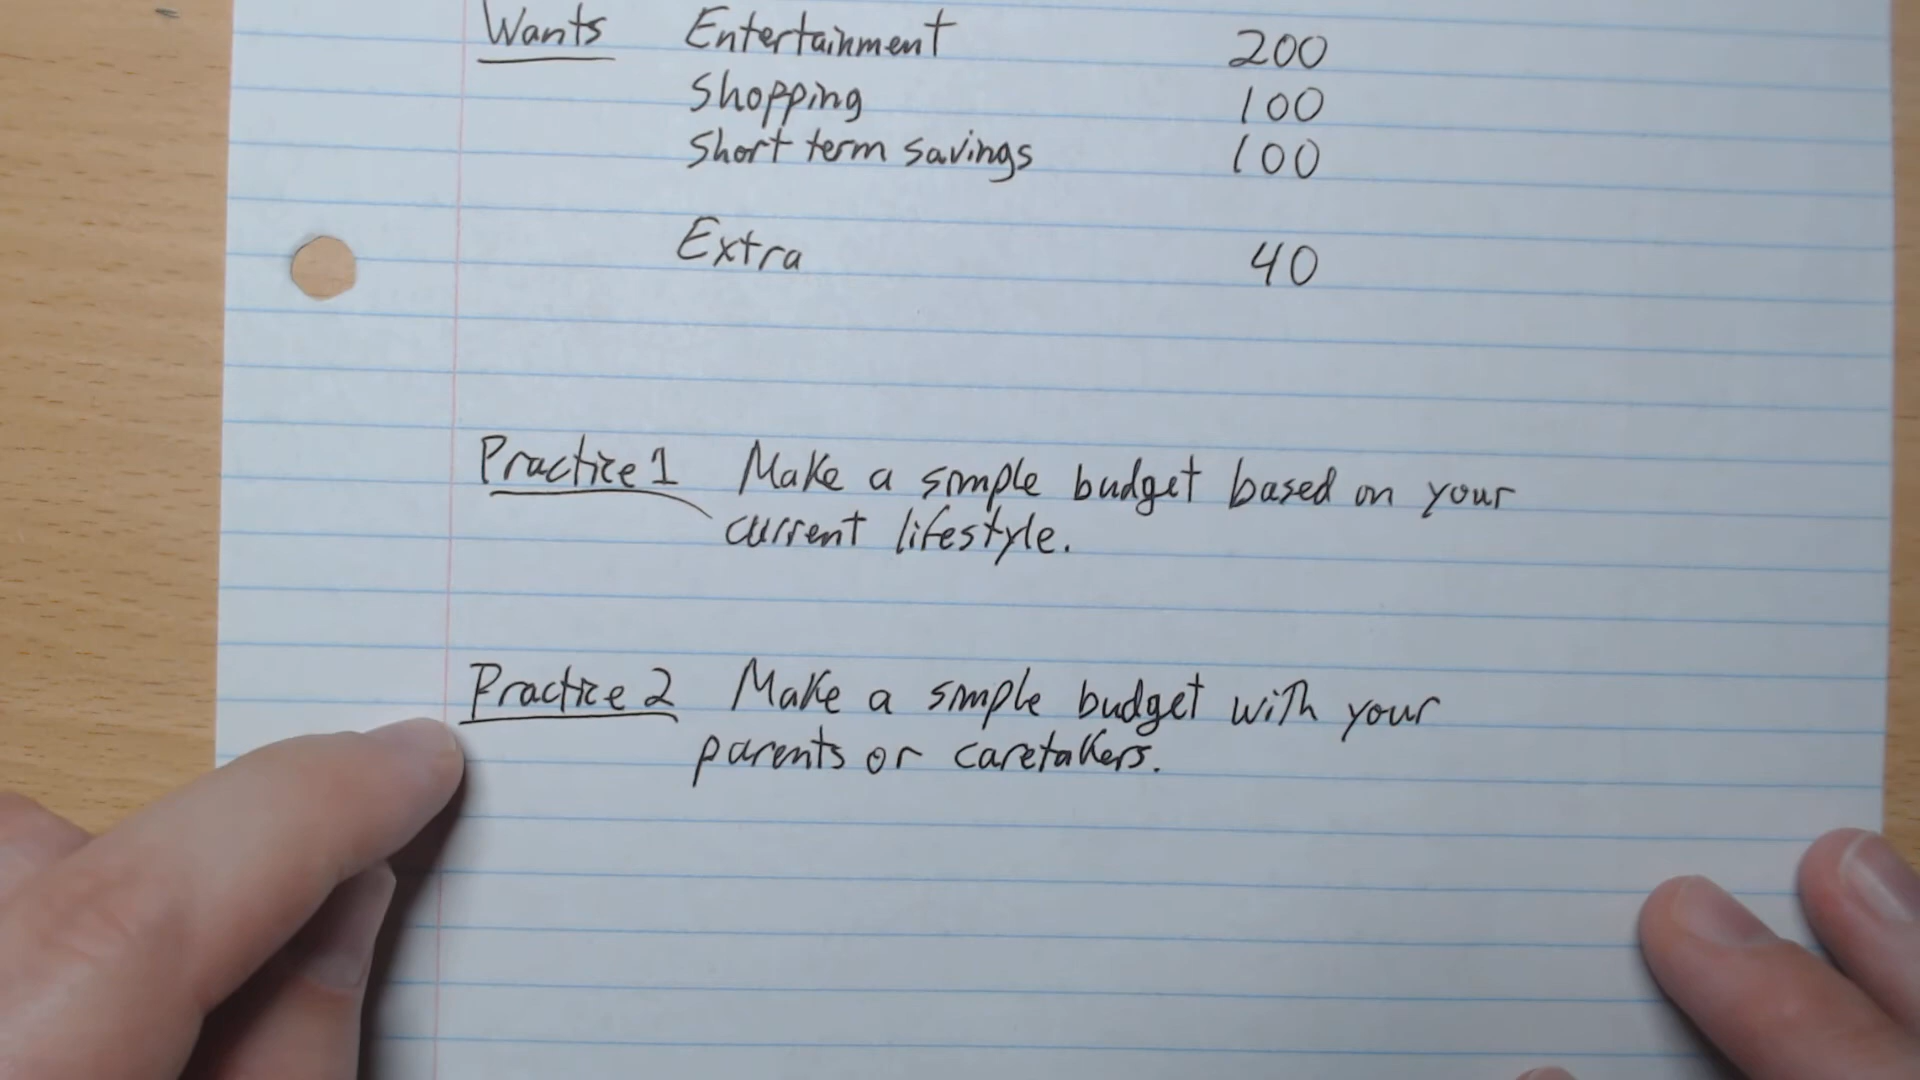 Wants Entertainment 200
Shopping 100
Short term savings 100
Extra 40
Practice 1 Make a simple budget based on your
current lifestyle.
Practice 2 Make a simple budget with your
parents or caretakers.